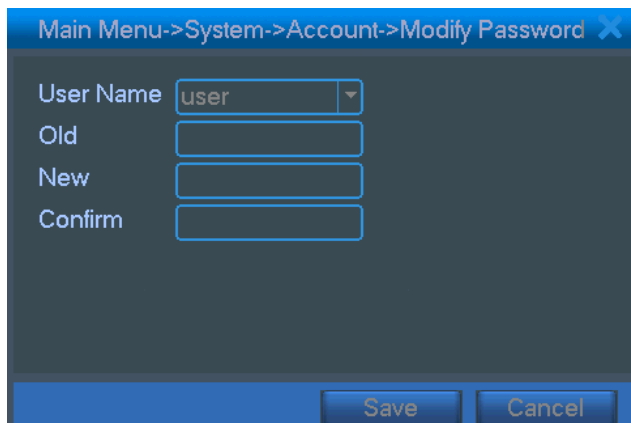 Main Menu->System->Account->Modify Password
User Name user
Old
New
Confirm
Save Cancel